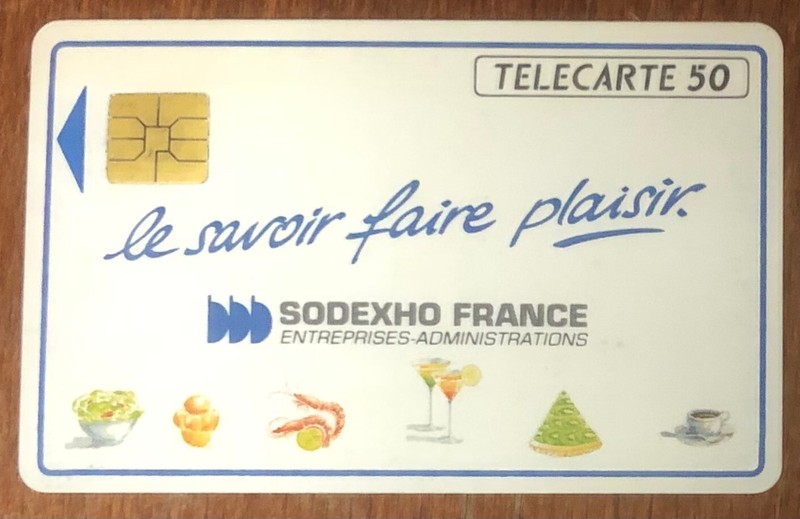 TELECARTE 50
le savoir faire plaisir.
SODEXHO FRANCE
ENTREPRISES-ADMINISTRATIONS